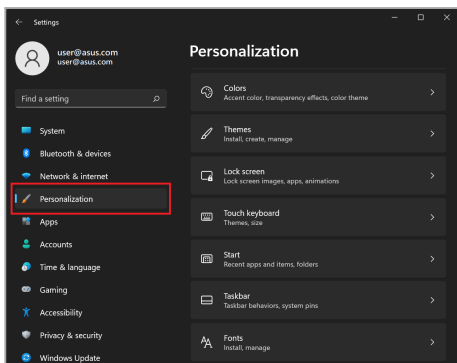 Settings
user@asus.com
user@asus.com
Find a setting
System
Bluetooth & devices
Network & internet
Personalization
Apps
Accounts
Time & language
Gaming
Accessibility
Privacy & security
Windows Update
Personalization
Colors
Accent color, transparency effects, color theme
Themes
Install, create, manage
Lock screen
Lock screen images, apps, animations
Touch keyboard
Themes, size
Start
Recent apps and items, folders
Taskbar
Taskbar behaviors, system pins
Fonts
Install, manage